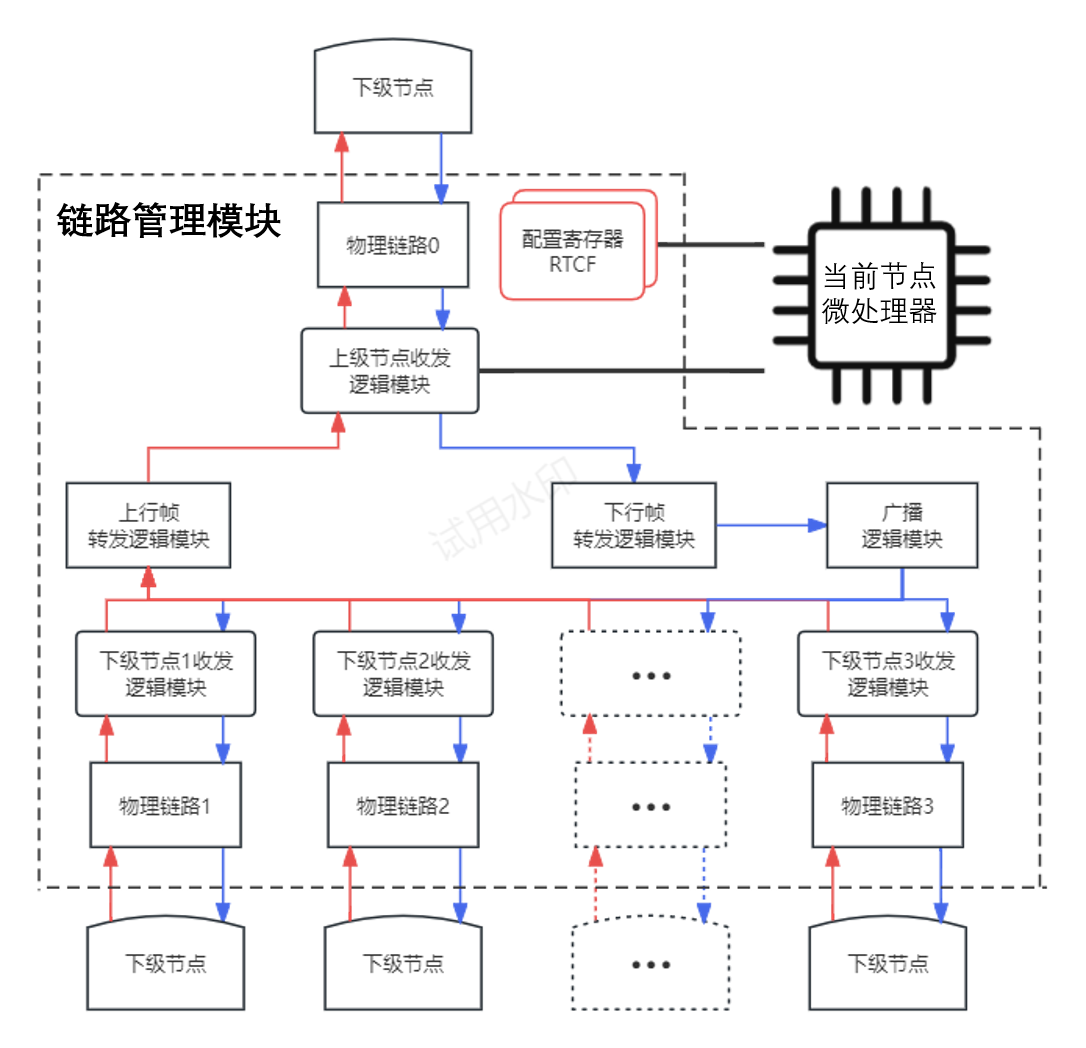 下级节点
链路管理模块
物理链路0
配置寄存器
RTCF
当前节点
微处理器
上级节点收发
逻辑模块
上行帧
转发逻辑模块
试用水印
下行帧
转发逻辑模块
广播
逻辑模块
下级节点1收发
逻辑模块
下级节点2收发
逻辑模块
•••
下级节点3收发
逻辑模块
物理链路1
物理链路2
•••
物理链路3
下级节点
下级节点
•••
下级节点